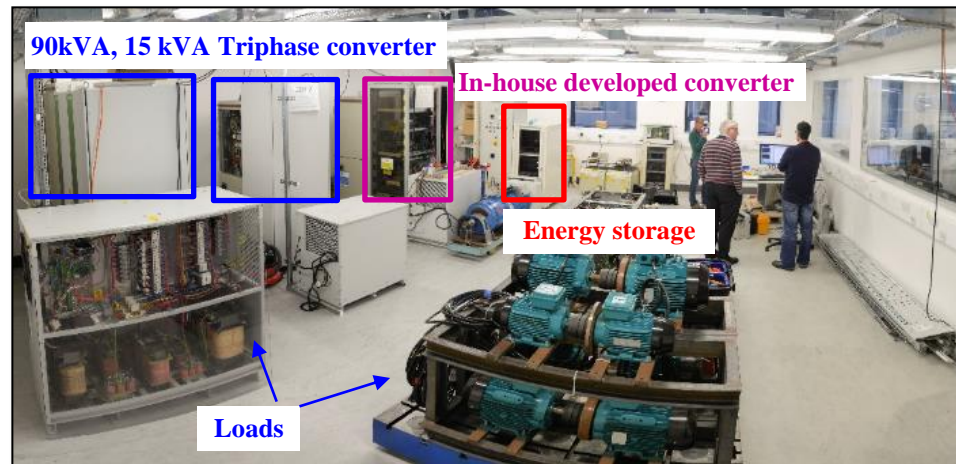 90kVA, 15 kVA Triphase converter
In-house developed converter
Energy storage
Loads